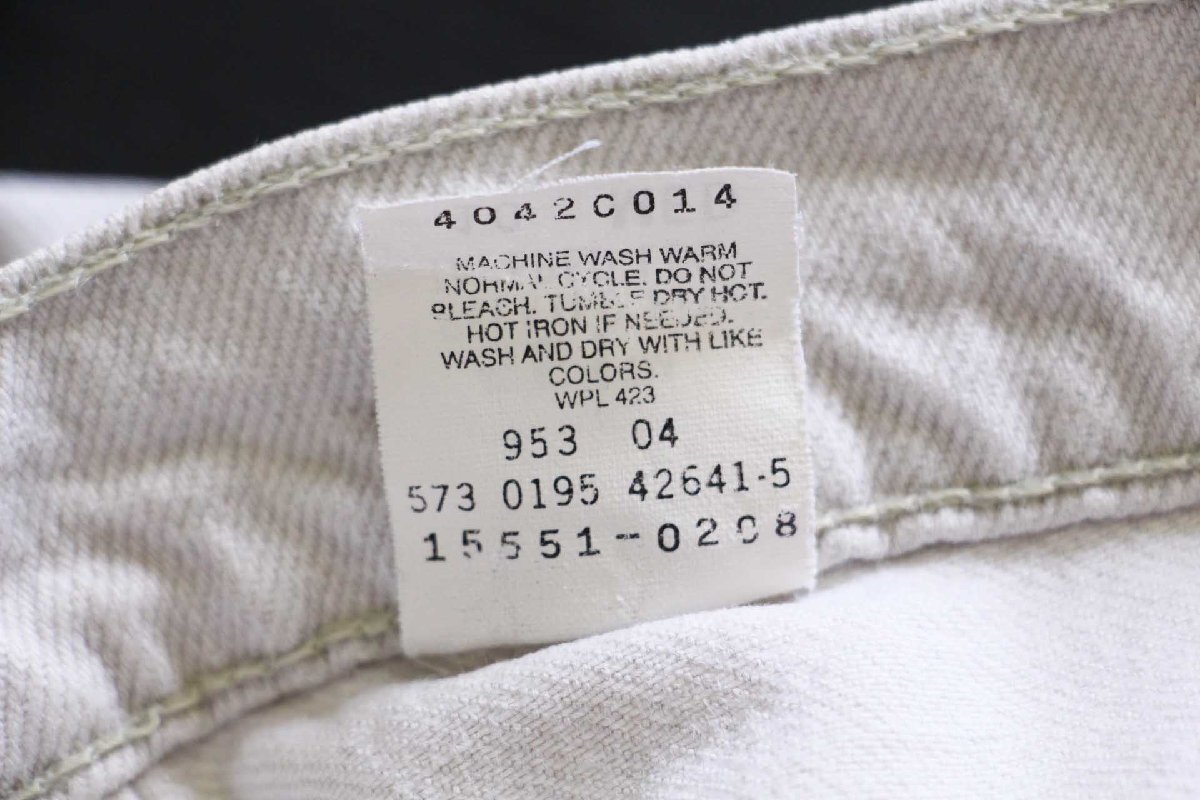 4042C014
MACHINE WASH WARM
NORMAL CYCLE. DO NOT
BLEACH. TUMBLE DRY HOT.
HOT IRON IF NEEDED.
WASH AND DRY WITH LIKE
COLORS.
WPL 423
953 04
573 0195 42641-5
15551-0208